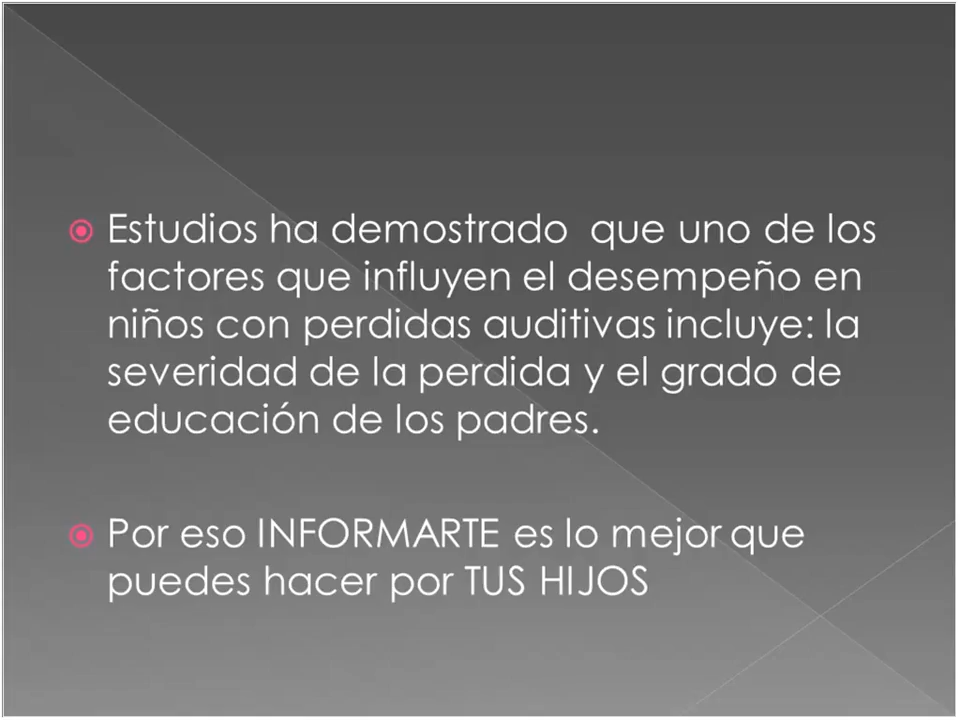 Estudios ha demostrado que uno de los
factores que influyen el desempeño en
niños con perdidas auditivas incluye: la
severidad de la perdida y el grado de
educación de los padres.
Por eso INFORMARTE es lo mejor que
puedes hacer por TUS HIJOS